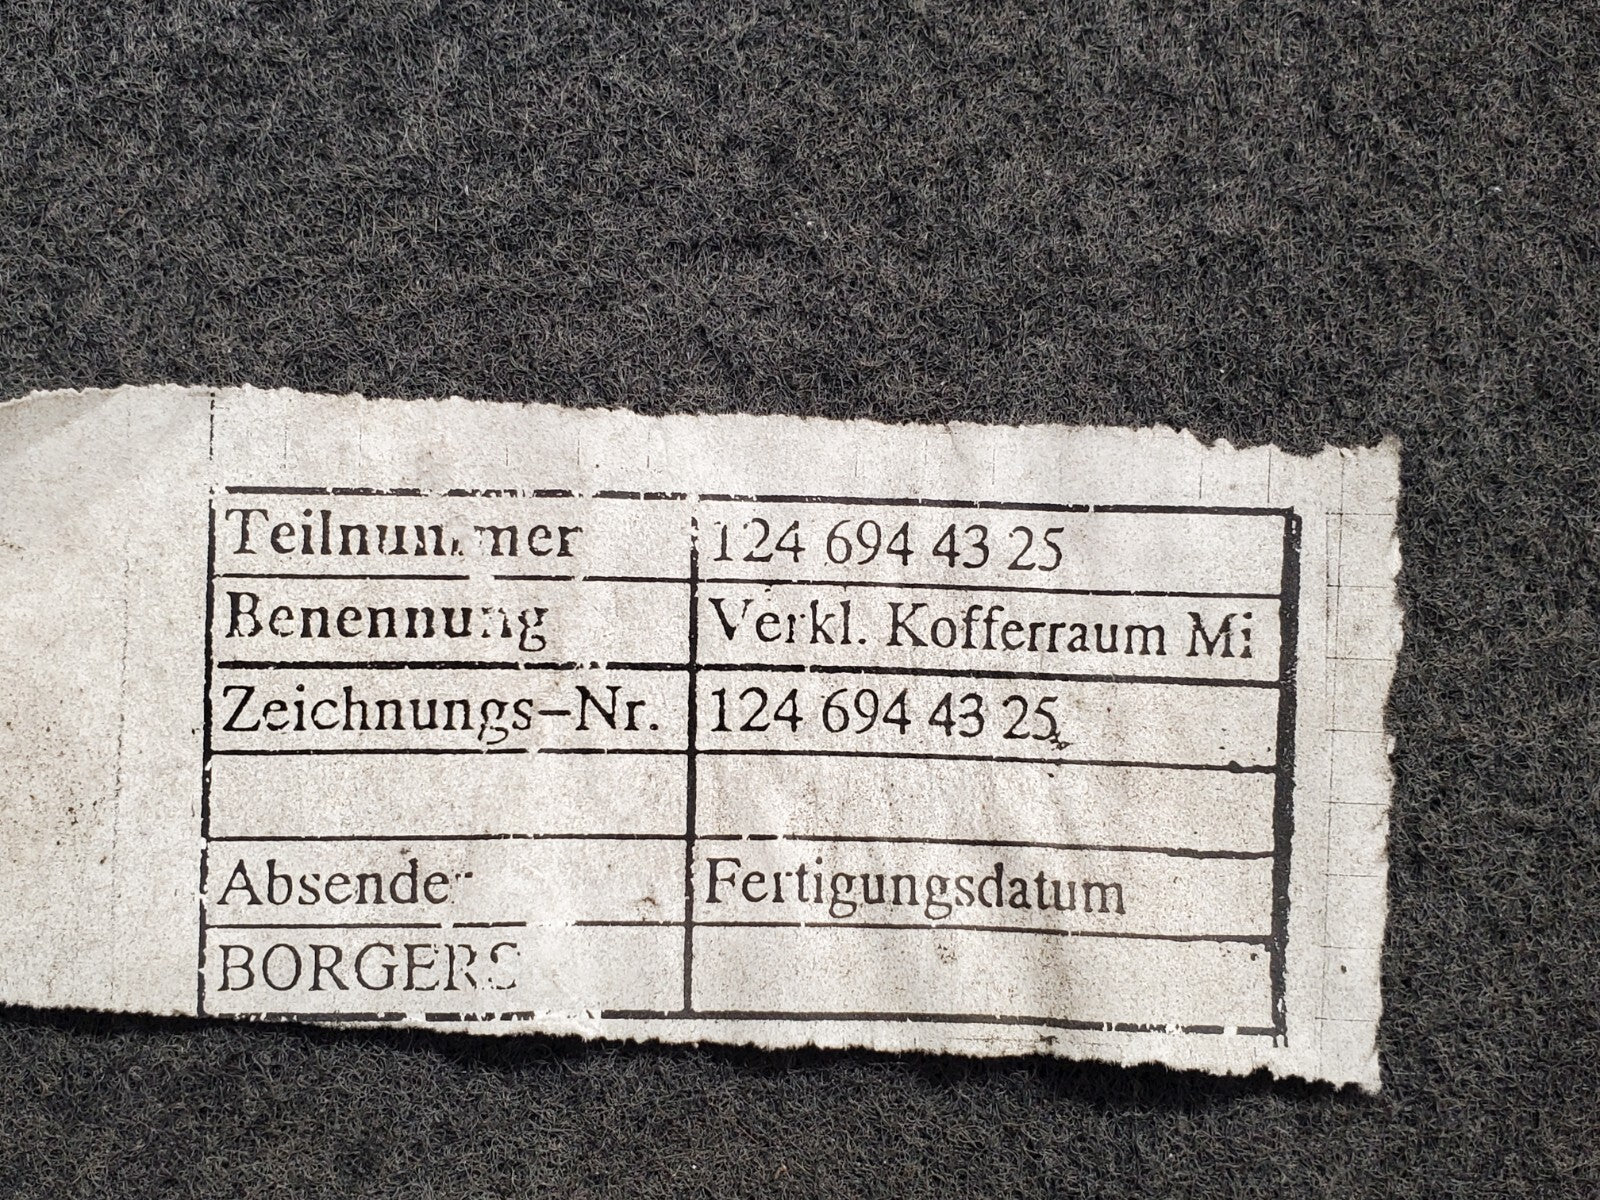 Teilnummer 124 694 43 25
Benennung Verkl. Kofferraum Mi
Zeichnungs-Nr. 124 694 43 25
Absender Fertigungsdatum
BORGERS